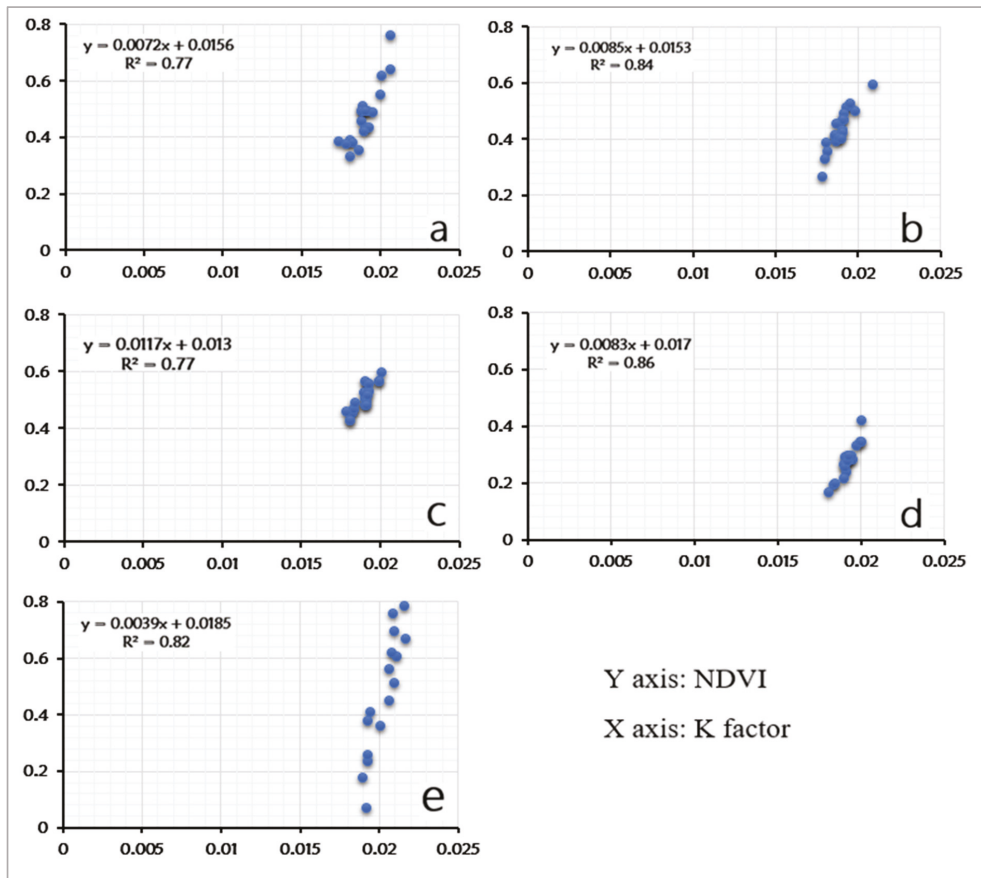 0.8
0.6
0.4
0.2
0
y = 0.0072x + 0.0156
R² = 0.77
a
0 0.005 0.01 0.015 0.02 0.025
0.8
0.6
0.4
0.2
0
y = 0.0085x + 0.0153
R² = 0.84
b
0 0.005 0.01 0.015 0.02 0.025
0.8
0.6
0.4
0.2
0
y = 0.0117x + 0.013
R² = 0.77
c
0 0.005 0.01 0.015 0.02 0.025
0.8
0.6
0.4
0.2
0
y = 0.0083x + 0.017
R² = 0.86
d
0 0.005 0.01 0.015 0.02 0.025
0.8
0.6
0.4
0.2
0
y = 0.0039x + 0.0185
R² = 0.82
e
0 0.005 0.01 0.015 0.02 0.025
Y axis: NDVI
X axis: K factor